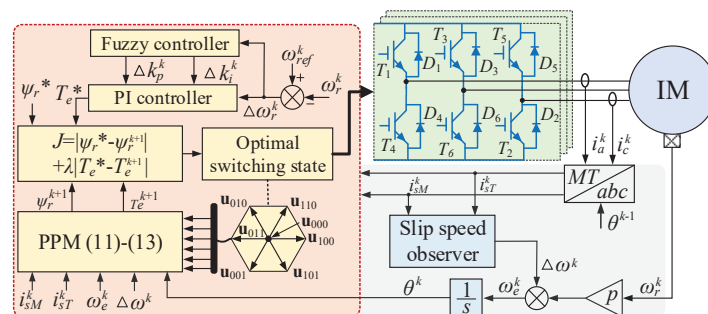 Fuzzy controller
Δk_p^k Δk_i^k
ω_ref^k
+
ω_r^k
−
Δω_r^k
ψ_r* T_e*
PI controller
J=|ψ_r*-ψ_r^{k+1}|
+λ|T_e*-T_e^{k+1}|
Optimal
switching state
ψ_r^{k+1} T_e^{k+1}
PPM (11)-(13)
u_010 u_110
u_000
u_011 u_100
u_001 u_101
i_sM^k i_sT^k ω_e^k Δω^k
T_1 D_1 T_3 D_3 T_5 D_5
T_4 D_4 T_6 D_6 T_2 D_2
IM
i_a^k i_c^k
MT
abc
θ^{k-1}
i_sM^k i_sT^k
Slip speed
observer
Δω^k
θ^k
1
s
ω_e^k
p
ω_r^k